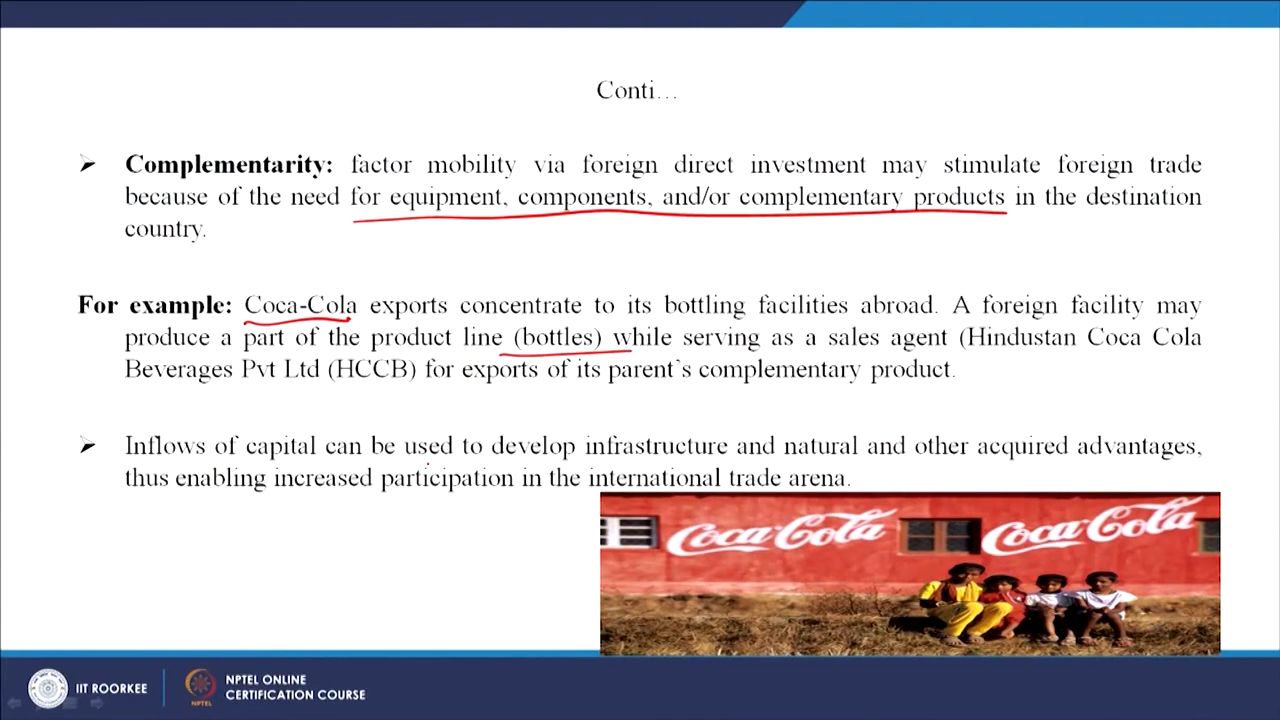 Conti…
➢ Complementarity: factor mobility via foreign direct investment may stimulate foreign trade
because of the need for equipment, components, and/or complementary products in the destination
country.
For example: Coca-Cola exports concentrate to its bottling facilities abroad. A foreign facility may
produce a part of the product line (bottles) while serving as a sales agent (Hindustan Coca Cola
Beverages Pvt Ltd (HCCB) for exports of its parent's complementary product.
➢ Inflows of capital can be used to develop infrastructure and natural and other acquired advantages,
thus enabling increased participation in the international trade arena.
Coca-Cola Coca-Cola
IIT ROORKEE
NPTEL
NPTEL ONLINE
CERTIFICATION COURSE